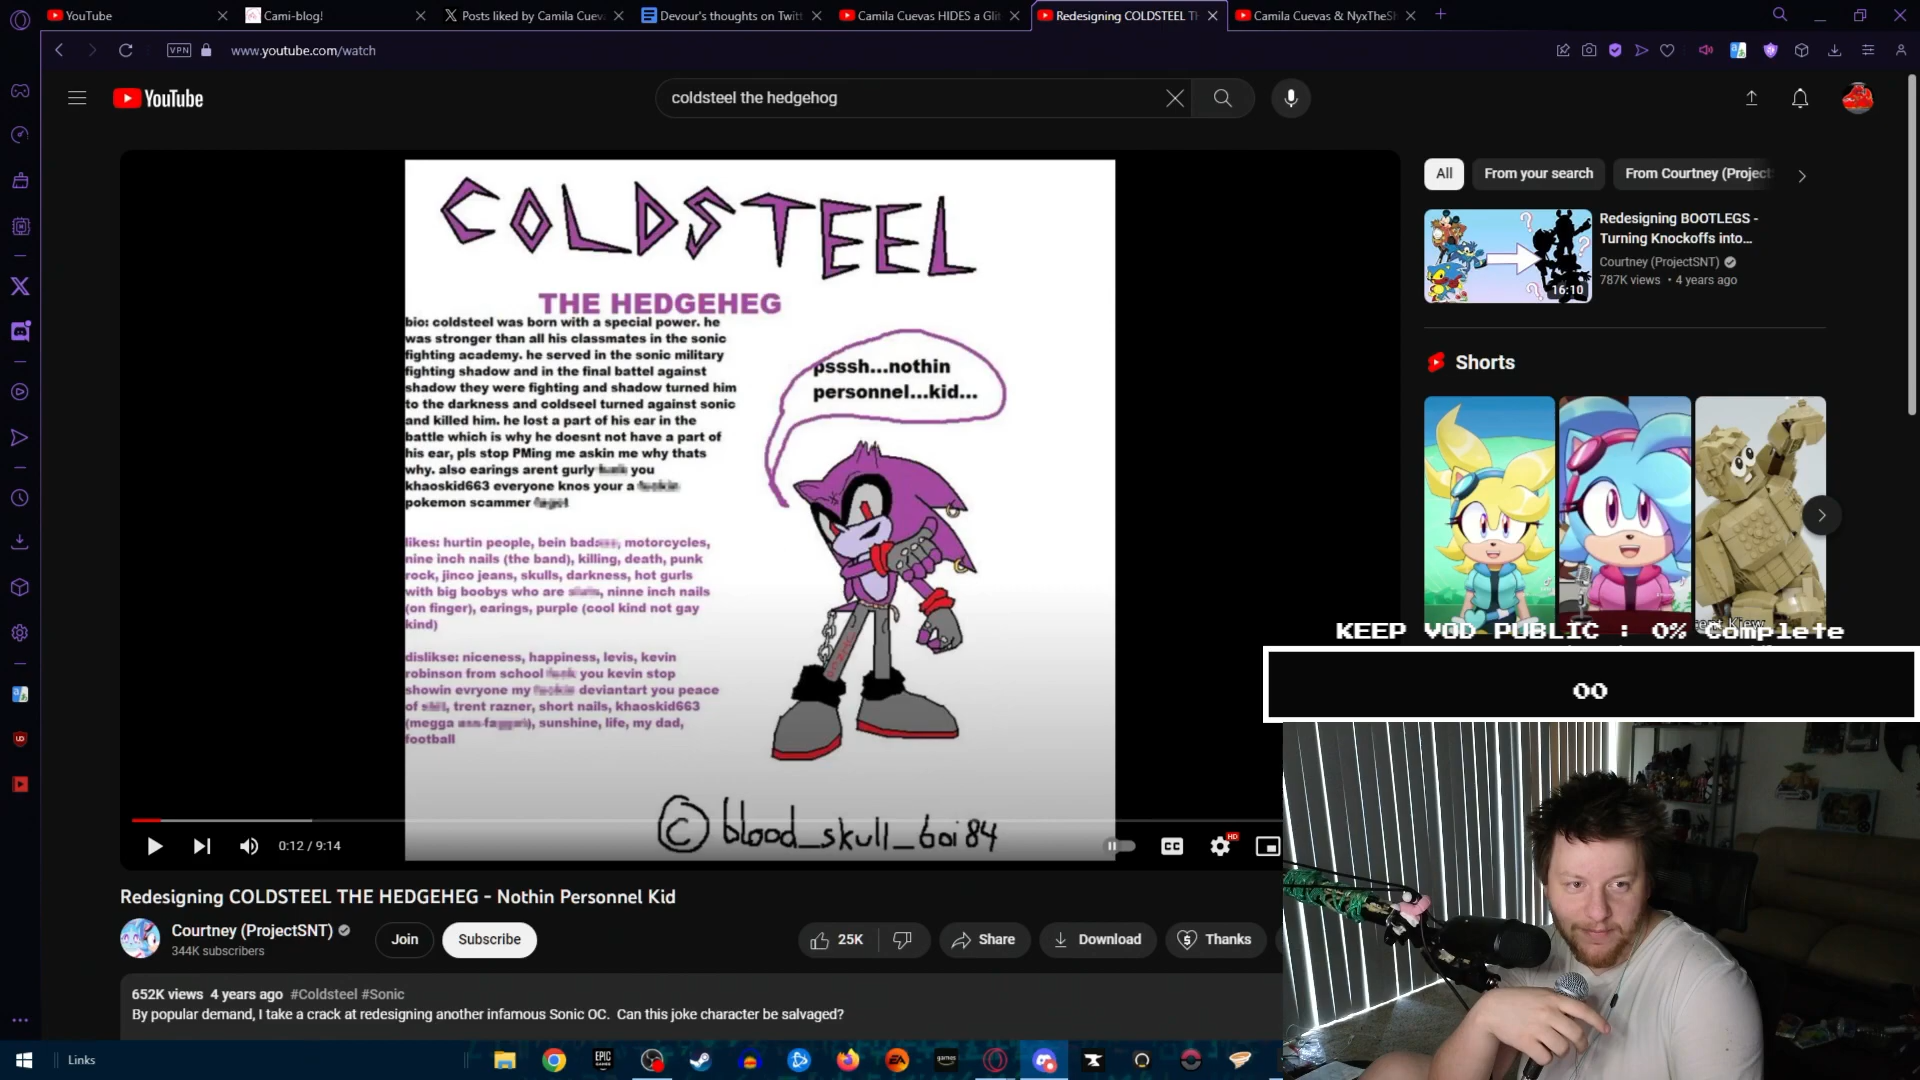 YouTube
Cami-blog!
Posts liked by Camila Cueva
Devour's thoughts on Twit
Camila Cuevas HIDES a Gli
Redesigning COLDSTEEL TH
Camila Cuevas & NyxTheSh
VPN
www.youtube.com/watch
YouTube
coldsteel the hedgehog
All
From your search
From Courtney (Project
COLDSTEEL
THE HEDGEHEG
bio: coldsteel was born with a special power. he
was stronger than all his classmates in the sonic
fighting academy. he served in the sonic military
fighting shadow and in the final battel against
shadow they were fighting and shadow turned him
to the darkness and coldseel turned against sonic
and killed him. he lost a part of his ear in the
battle which is why he doesnt not have a part of
his ear, pls stop PMing me askin me why thats
why. also earings arent gurly you
khaoskid663 everyone knos your a
pokemon scammer
psssh...nothin
personnel...kid...
likes: hurtin people, bein bad , motorcycles,
nine inch nails (the band), killing, death, punk
rock, jinco jeans, skulls, darkness, hot gurls
with big boobys who are , ninne inch nails
(on finger), earings, purple (cool kind not gay
kind)
dislikse: niceness, happiness, levis, kevin
robinson from school you kevin stop
showin evryone my deviantart you peace
of , trent razner, short nails, khaoskid663
(megga ), sunshine, life, my dad,
football
© blood_skull_boi84
Redesigning BOOTLEGS -
Turning Knockoffs into...
Courtney (ProjectSNT)
787K views • 4 years ago
16:10
Shorts
KEEP VOD PUBLIC : 0% Complete
00
0:12 / 9:14
CC
HD
Redesigning COLDSTEEL THE HEDGEHEG - Nothin Personnel Kid
Courtney (ProjectSNT)
344K subscribers
Join
Subscribe
25K
Share
Download
Thanks
652K views 4 years ago #Coldsteel #Sonic
By popular demand, I take a crack at redesigning another infamous Sonic OC. Can this joke character be salvaged?
Links
EPIC
GAMES
EA
games